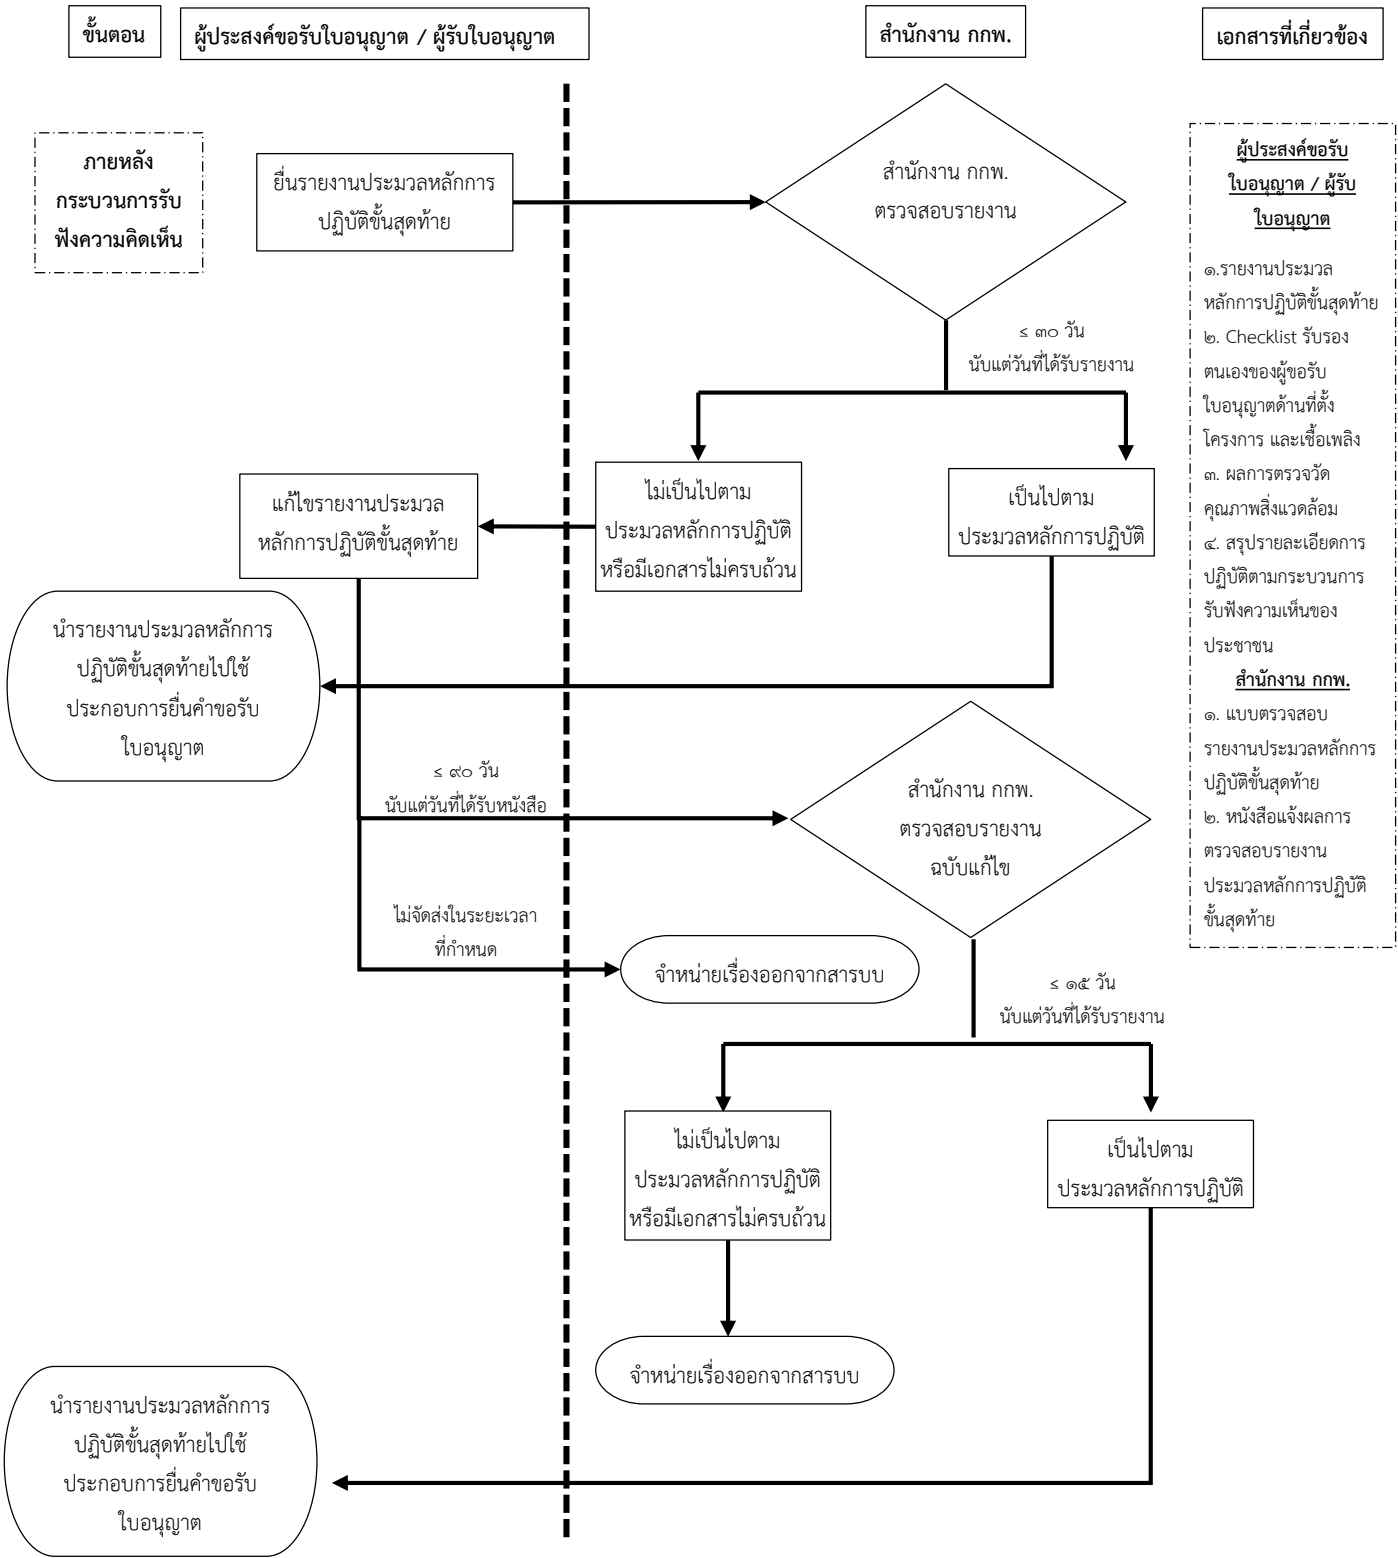 ขั้นตอน
ผู้ประสงค์ขอรับใบอนุญาต / ผู้รับใบอนุญาต
สำนักงาน กกพ.
เอกสารที่เกี่ยวข้อง
ภายหลัง
กระบวนการรับ
ฟังความคิดเห็น
ยื่นรายงานประมวลหลักการ
ปฏิบัติขั้นสุดท้าย
สำนักงาน กกพ.
ตรวจสอบรายงาน
≤ ๓๐ วัน
นับแต่วันที่ได้รับรายงาน
ไม่เป็นไปตาม
ประมวลหลักการปฏิบัติ
หรือมีเอกสารไม่ครบถ้วน
เป็นไปตาม
ประมวลหลักการปฏิบัติ
แก้ไขรายงานประมวล
หลักการปฏิบัติขั้นสุดท้าย
นำรายงานประมวลหลักการ
ปฏิบัติขั้นสุดท้ายไปใช้
ประกอบการยื่นคำขอรับ
ใบอนุญาต
≤ ๙๐ วัน
นับแต่วันที่ได้รับหนังสือ
สำนักงาน กกพ.
ตรวจสอบรายงาน
ฉบับแก้ไข
ไม่จัดส่งในระยะเวลา
ที่กำหนด
จำหน่ายเรื่องออกจากสารบบ
≤ ๑๕ วัน
นับแต่วันที่ได้รับรายงาน
ไม่เป็นไปตาม
ประมวลหลักการปฏิบัติ
หรือมีเอกสารไม่ครบถ้วน
เป็นไปตาม
ประมวลหลักการปฏิบัติ
จำหน่ายเรื่องออกจากสารบบ
นำรายงานประมวลหลักการ
ปฏิบัติขั้นสุดท้ายไปใช้
ประกอบการยื่นคำขอรับ
ใบอนุญาต
ผู้ประสงค์ขอรับ
ใบอนุญาต / ผู้รับ
ใบอนุญาต
๑.รายงานประมวล
หลักการปฏิบัติขั้นสุดท้าย
๒. Checklist รับรอง
ตนเองของผู้ขอรับ
ใบอนุญาตด้านที่ตั้ง
โครงการ และเชื้อเพลิง
๓. ผลการตรวจวัด
คุณภาพสิ่งแวดล้อม
๔. สรุปรายละเอียดการ
ปฏิบัติตามกระบวนการ
รับฟังความเห็นของ
ประชาชน
สำนักงาน กกพ.
๑. แบบตรวจสอบ
รายงานประมวลหลักการ
ปฏิบัติขั้นสุดท้าย
๒. หนังสือแจ้งผลการ
ตรวจสอบรายงาน
ประมวลหลักการปฏิบัติ
ขั้นสุดท้าย